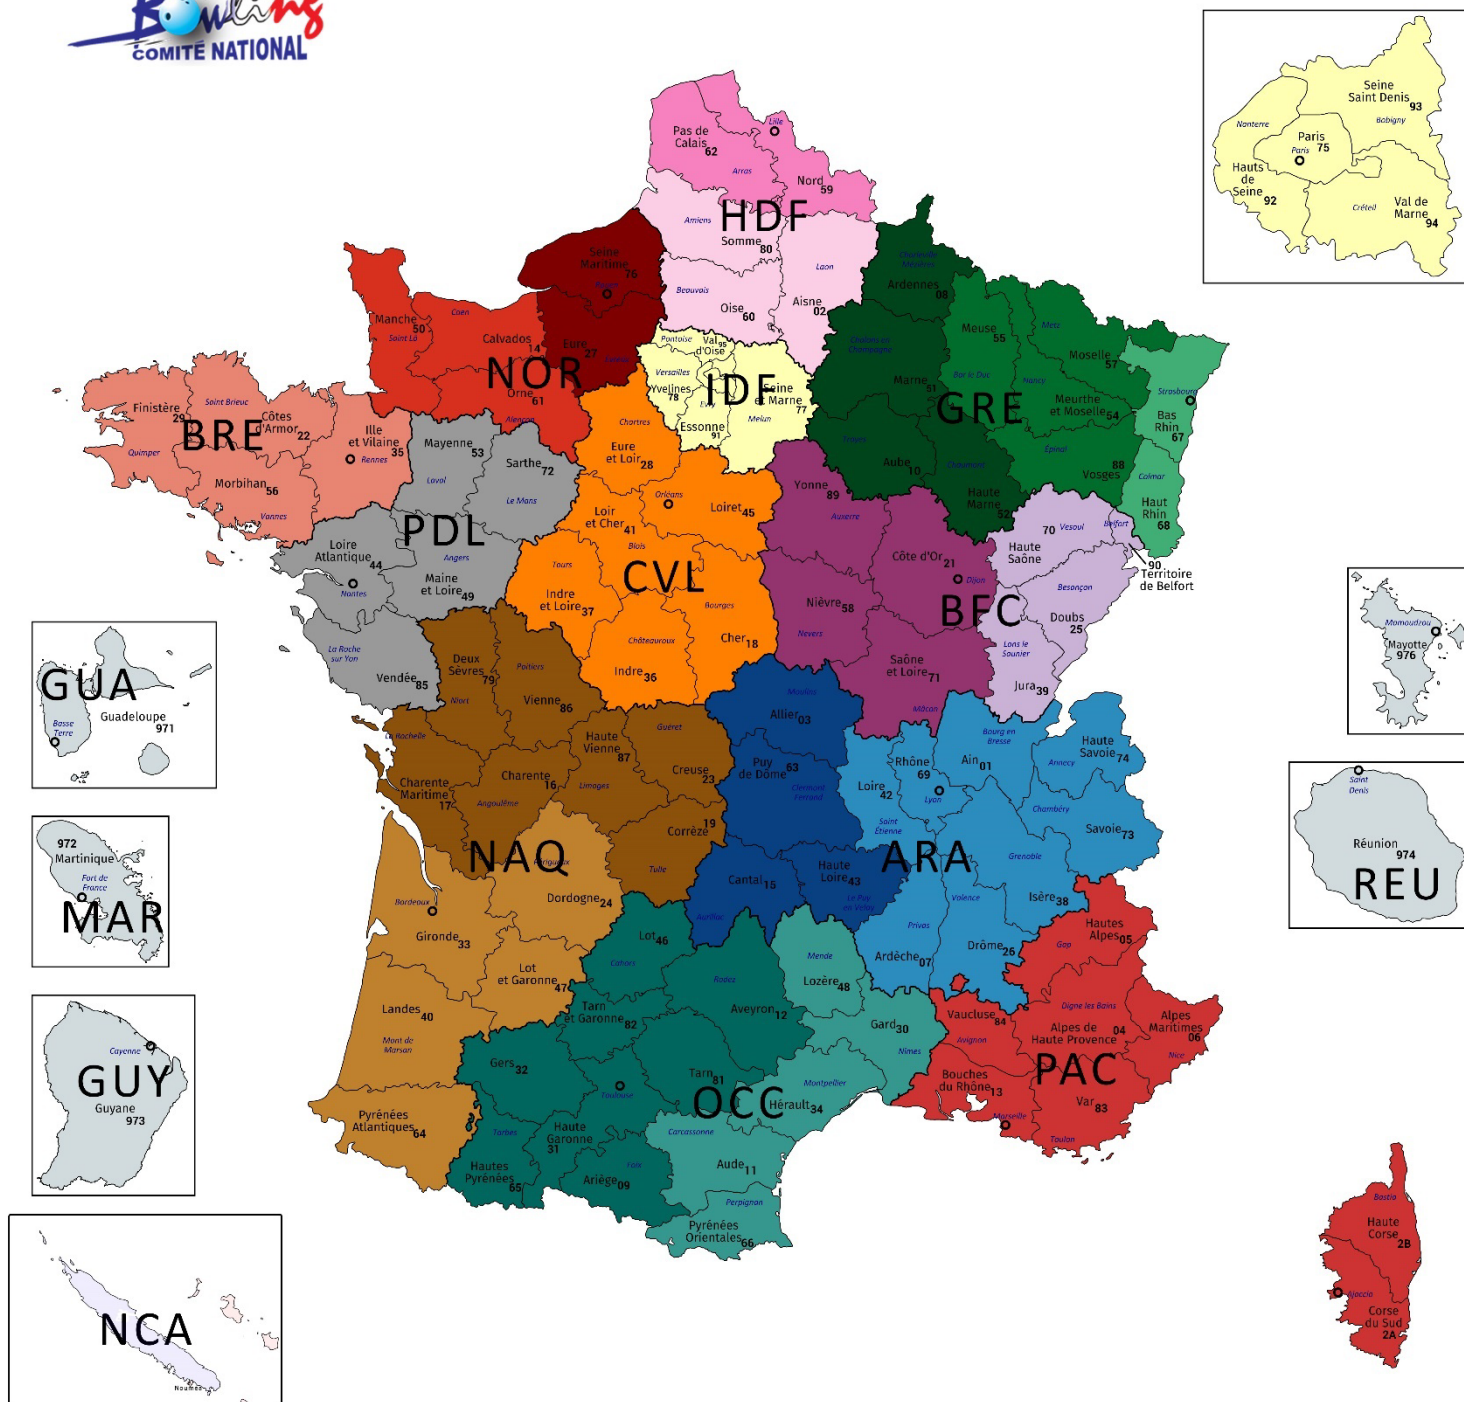 Bowling
COMITÉ NATIONAL
Seine
Saint Denis 93
Bobigny
Nanterre
Paris
Paris 75
Hauts
de
Seine 92
Créteil
Val de
Marne 94
Lille
Pas de
Calais 62
Arras
Nord 59
HDF
Amiens
Somme 80
Laon
Beauvais
Oise 60
Aisne 02
Seine
Maritime 76
Rouen
Eure 27
Evreux
Manche 50
Saint Lô
Caen
Calvados 14
NOR
Orne 61
Alençon
Charleville
Mézières
Ardennes 08
Chalons en
Champagne
Marne 51
Meuse 55
Bar le Duc
Metz
Moselle 57
Nancy
Meurthe
et Moselle 54
GRE
Strasbourg
Bas
Rhin 67
Troyes
Aube 10
Chaumont
Haute
Marne 52
Epinal
88
Vosges
Colmar
Haut
Rhin 68
Pontoise
Val 95
d'Oise
Versailles
Yvelines
78
IDF
Evry
Essonne 91
Melun
Seine
et Marne 77
Finistère 29
Quimper
BRE
Saint Brieuc
Côtes
d'Armor 22
Ille
et Vilaine 35
Rennes
Morbihan 56
Vannes
Mayenne 53
Laval
Sarthe 72
Le Mans
PDL
Loire
Atlantique 44
Nantes
Angers
Maine
et Loire 49
La Roche
sur Yon
Vendée 85
Chartres
Eure
et Loir 28
Orléans
Loiret 45
Loir
et Cher 41
Blois
Tours
Indre
et Loire 37
CVL
Bourges
Cher 18
Châteauroux
Indre 36
Yonne 89
Auxerre
Côte d'Or 21
Dijon
BFC
Nièvre 58
Nevers
Saône
et Loire 71
Mâcon
70
Vesoul
Haute
Saône
Belfort
90
Territoire
de Belfort
Besançon
Doubs
25
Lons le
Saunier
Jura 39
Deux
Sèvres 79
Niort
Poitiers
Vienne 86
La Rochelle
Charente
Maritime 17
Charente
16
Angoulême
Haute
Vienne 87
Limoges
Guéret
Creuse
23
19
Corrèze
Tulle
NAQ
Périgueux
Dordogne 24
Bordeaux
Gironde 33
Lot
et Garonne 47
Landes
40
Mont de
Marsan
Pyrénées
Atlantiques 64
Moulins
Allier 03
Puy
de Dôme 63
Clermont
Ferrand
Cantal 15
Aurillac
Haute
Loire 43
Le Puy
en Velay
ARA
Loire
42
Saint
Étienne
Rhône
69
Lyon
Ain 01
Bourg en
Bresse
Haute
Savoie 74
Annecy
Chambéry
Savoie 73
Grenoble
Isère 38
Valence
Drôme 26
Privas
Ardèche 07
Lot 46
Cahors
Rodez
Aveyron 12
Mende
Lozère 48
Tarn
et Garonne 82
Gers 32
Toulouse
Tarn 81
OCC
Gard 30
Nîmes
Montpellier
Hérault 34
Tarbes
Hautes
Pyrénées 65
Haute
Garonne
31
Foix
Ariège 09
Carcassonne
Aude 11
Perpignan
Pyrénées
Orientales 66
Hautes
Alpes 05
Gap
Vaucluse
84
Avignon
Digne les Bains
Alpes de 04
Haute Provence
Alpes
Maritimes
06
Nice
PAC
Bouches
du Rhône 13
Marseille
Var 83
Toulon
Bastia
Haute
Corse
2B
Ajaccio
Corse
du Sud
2A
GUA
Basse
Terre
Guadeloupe
971
972
Martinique
Fort de
France
MAR
Cayenne
GUY
Guyane
973
NCA
Nouméa
Mamoudzou
Mayotte
976
Saint
Denis
Réunion
974
REU